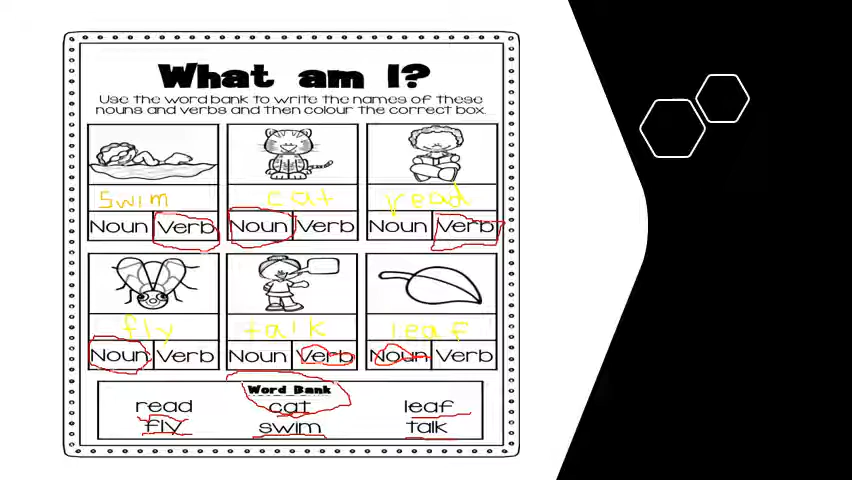 What am I?
Use the word bank to write the names of these
nouns and verbs and then colour the correct box.
swim cat read
Noun Verb Noun Verb Noun Verb
fly talk leaf
Noun Verb Noun Verb Noun Verb
Word Bank
read cat leaf
fly swim talk